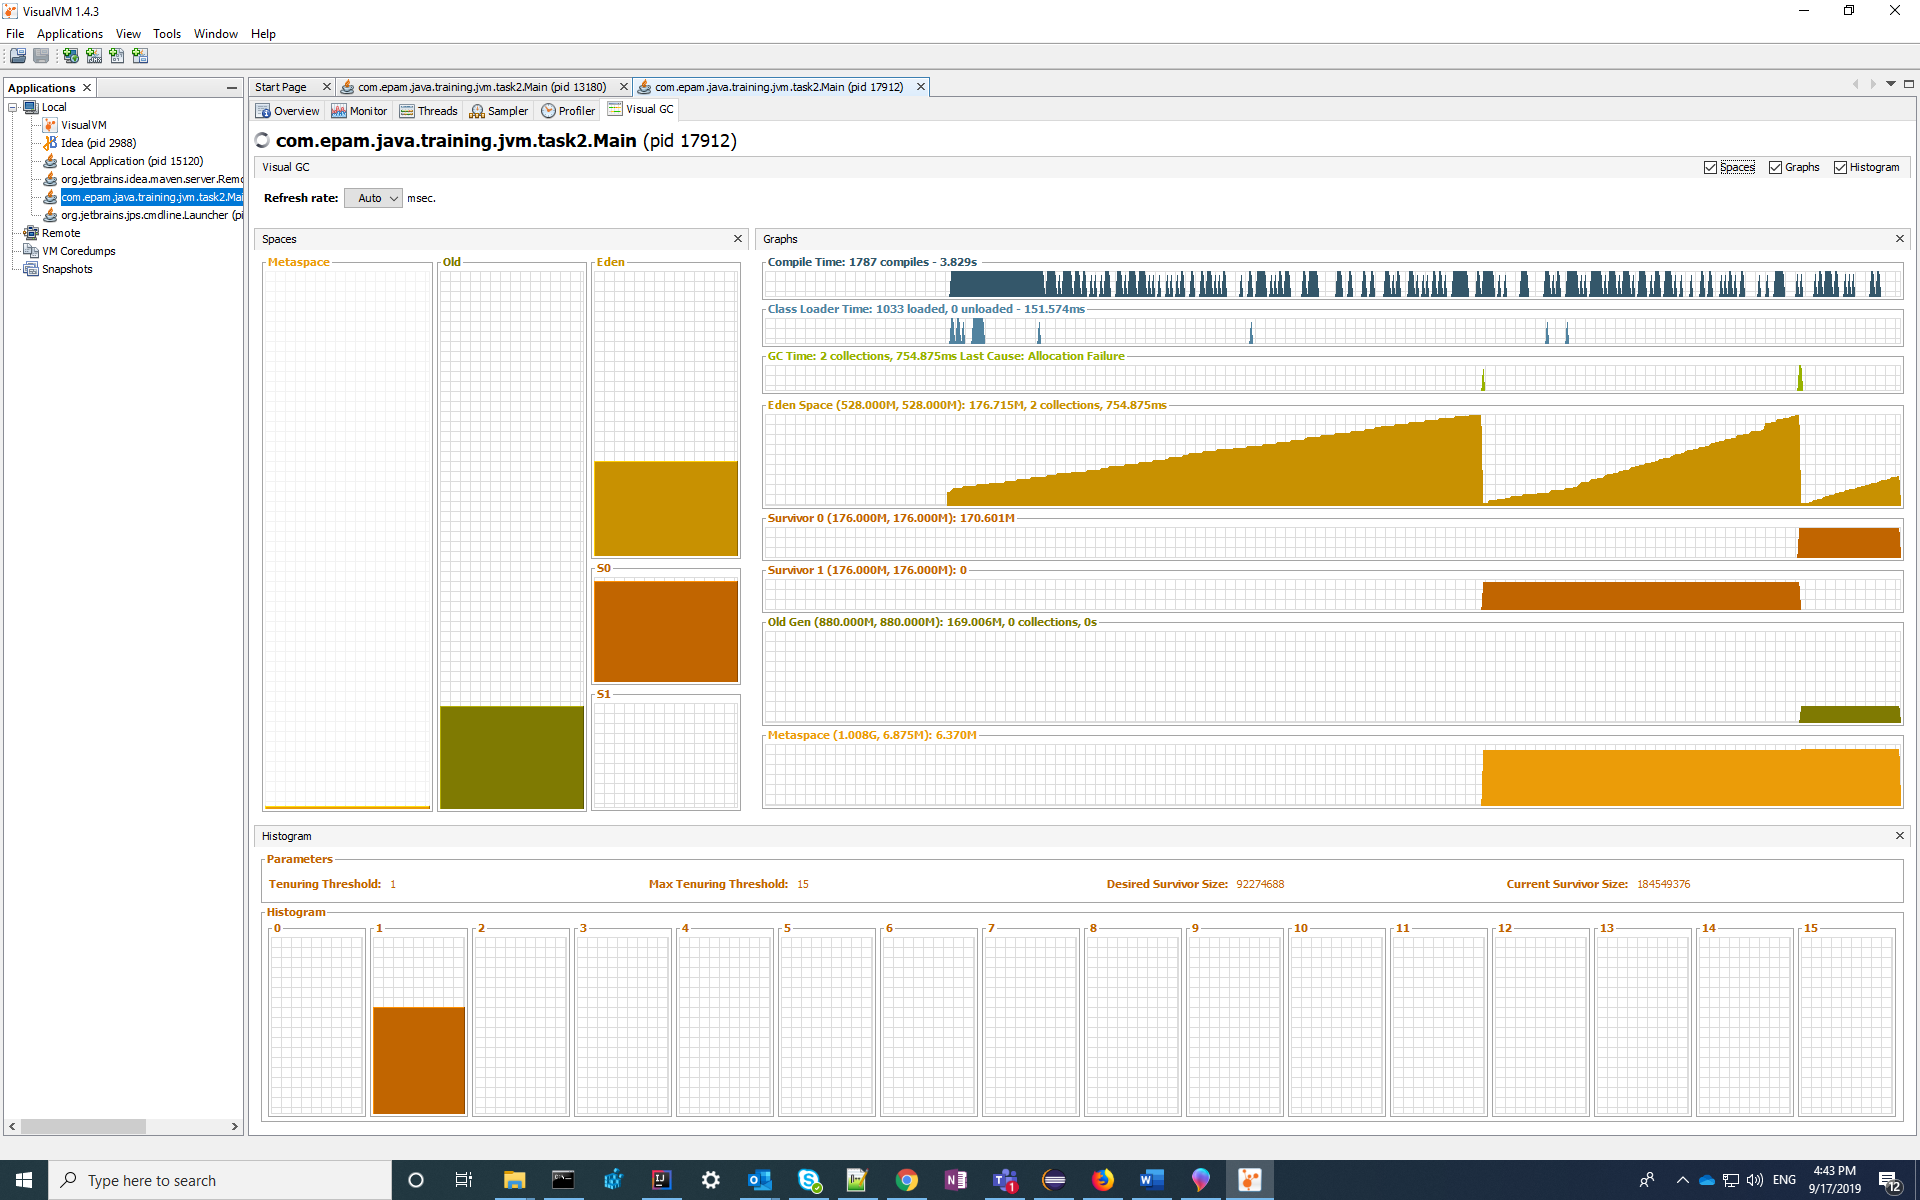 VisualVM 1.4.3
File Applications View Tools Window Help
Applications
Local
VisualVM
Idea (pid 2988)
Local Application (pid 15120)
org.jetbrains.idea.maven.server.Remo
com.epam.java.training.jvm.task2.Mai
org.jetbrains.jps.cmdline.Launcher (pi
Remote
VM Coredumps
Snapshots
Start Page com.epam.java.training.jvm.task2.Main (pid 13180) com.epam.java.training.jvm.task2.Main (pid 17912)
Overview Monitor Threads Sampler Profiler Visual GC
com.epam.java.training.jvm.task2.Main (pid 17912)
Visual GC Spaces Graphs Histogram
Refresh rate: Auto msec.
Spaces
Metaspace Old Eden
S0
S1
Graphs
Compile Time: 1787 compiles - 3.829s
Class Loader Time: 1033 loaded, 0 unloaded - 151.574ms
GC Time: 2 collections, 754.875ms Last Cause: Allocation Failure
Eden Space (528.000M, 528.000M): 176.715M, 2 collections, 754.875ms
Survivor 0 (176.000M, 176.000M): 170.601M
Survivor 1 (176.000M, 176.000M): 0
Old Gen (880.000M, 880.000M): 169.006M, 0 collections, 0s
Metaspace (1.008G, 6.875M): 6.370M
Histogram
Parameters
Tenuring Threshold: 1 Max Tenuring Threshold: 15 Desired Survivor Size: 92274688 Current Survivor Size: 184549376
Histogram
0 1 2 3 4 5 6 7 8 9 10 11 12 13 14 15
Type here to search
ENG
4:43 PM
9/17/2019
12
1